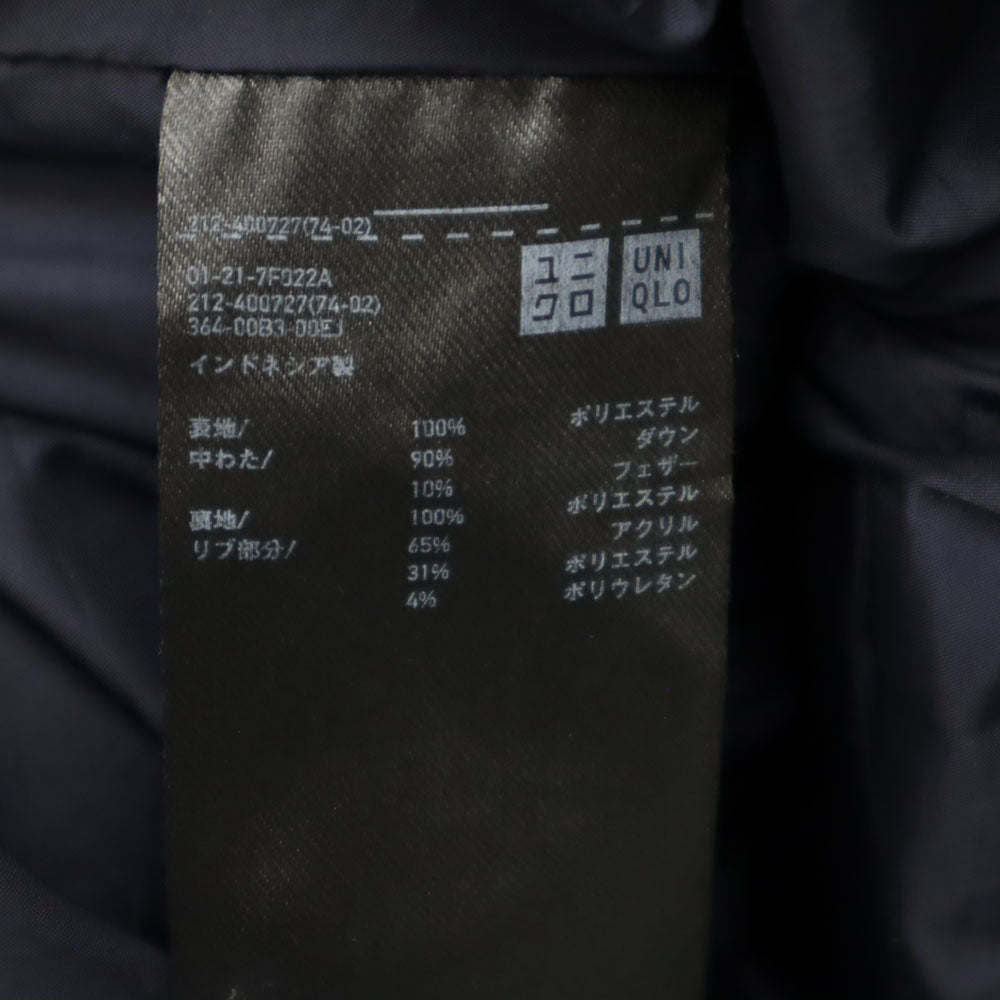 212-400727(74-02)
ユニ
クロ
UNI
QLO
01-21-7F022A
212-400727(74-02)
364-00B3-00
インドネシア製
表地/ 100% ポリエステル
中わた/ 90% ダウン
10% フェザー
裏地/ 100% ポリエステル
リブ部分/ 65% アクリル
31% ポリエステル
4% ポリウレタン